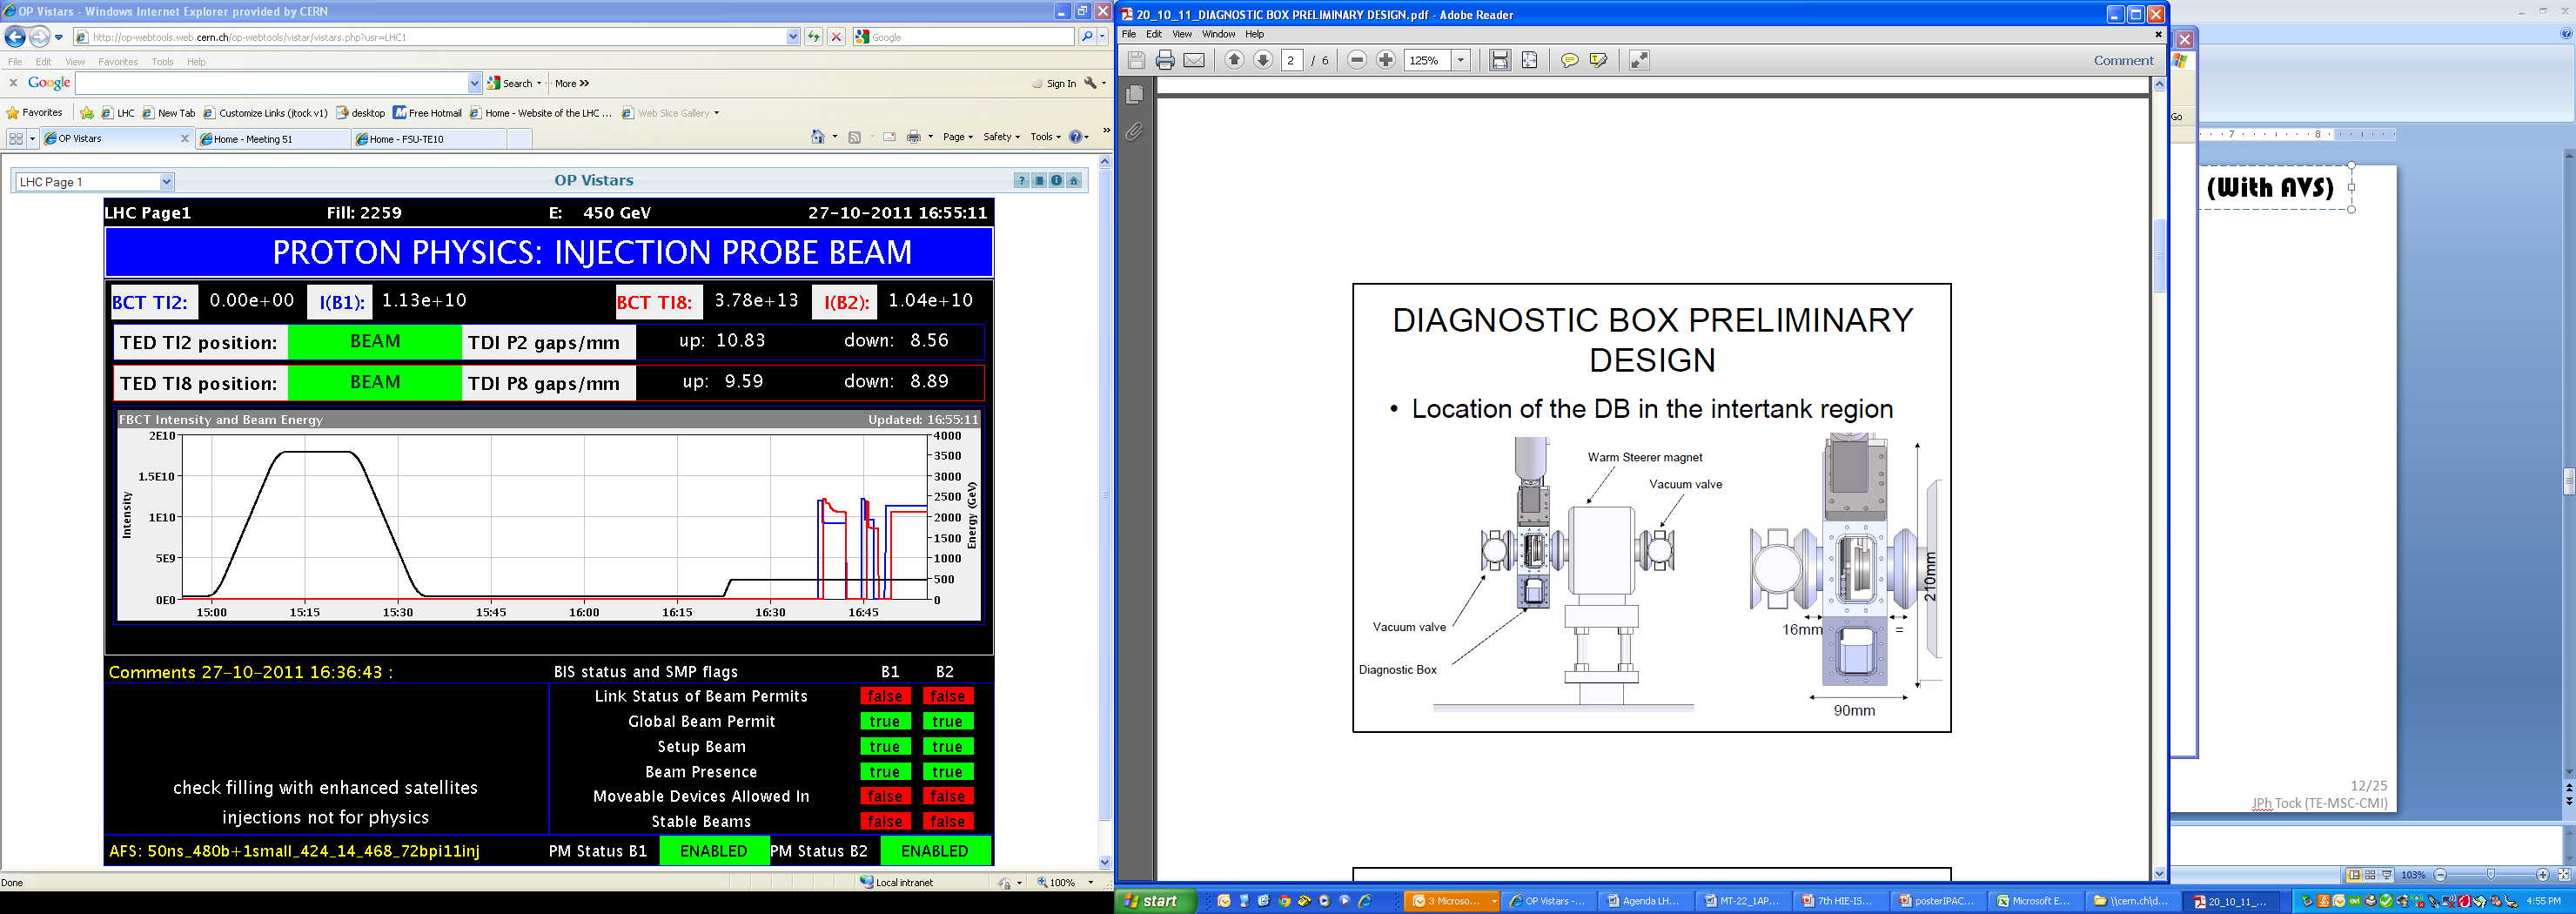 OP Vistars - Windows Internet Explorer provided by CERN
http://op-webtools.web.cern.ch/op-webtools/vistar/vistars.php?usr=LHC1
Google
File Edit View Favorites Tools Help
x Google Search More >> Sign In
Favorites LHC New Tab Customize Links (jtock v1) desktop Free Hotmail Home - Website of the LHC ... Web Slice Gallery
OP Vistars Home - Meeting 51 Home - FSU-TE10 Page Safety Tools
LHC Page 1 OP Vistars
LHC Page1 Fill: 2259 E: 450 GeV 27-10-2011 16:55:11
PROTON PHYSICS: INJECTION PROBE BEAM
BCT TI2: 0.00e+00 I(B1): 1.13e+10 BCT TI8: 3.78e+13 I(B2): 1.04e+10
TED TI2 position: BEAM TDI P2 gaps/mm up: 10.83 down: 8.56
TED TI8 position: BEAM TDI P8 gaps/mm up: 9.59 down: 8.89
FBCT Intensity and Beam Energy Updated: 16:55:11
Intensity
2E10
1.5E10
1E10
5E9
0E0
4000
3500
3000
2500
2000
1500
1000
500
0
Energy (GeV)
15:00 15:15 15:30 15:45 16:00 16:15 16:30 16:45
Comments 27-10-2011 16:36:43 :
check filling with enhanced satellites
injections not for physics
BIS status and SMP flags B1 B2
Link Status of Beam Permits false false
Global Beam Permit true true
Setup Beam true true
Beam Presence true true
Moveable Devices Allowed In false false
Stable Beams false false
AFS: 50ns_480b+1small_424_14_468_72bpi11inj PM Status B1 ENABLED PM Status B2 ENABLED
Done Local intranet 100%
20_10_11_DIAGNOSTIC BOX PRELIMINARY DESIGN.pdf - Adobe Reader
File Edit View Window Help
2 / 6 125% Comment
DIAGNOSTIC BOX PRELIMINARY
DESIGN
• Location of the DB in the intertank region
Warm Steerer magnet
Vacuum valve
Vacuum valve
Diagnostic Box
210mm
16mm =
90mm
Go
7 8
(With AVS)
12/25
JPh Tock (TE-MSC-CMI)
103%
start 3 Microso... OP Vistars -... Agenda LH... MT-22_1AP... 7th HIE-IS... posterIPAC... Microsoft E... \\cern.ch\d... 20_10_11_... 4:55 PM